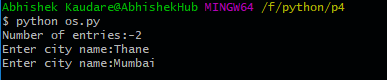 Abhishek Kaudare@AbhishekHub MINGW64 /f/python/p4
$ python os.py
Number of entries:-2
Enter city name:Thane
Enter city name:Mumbai